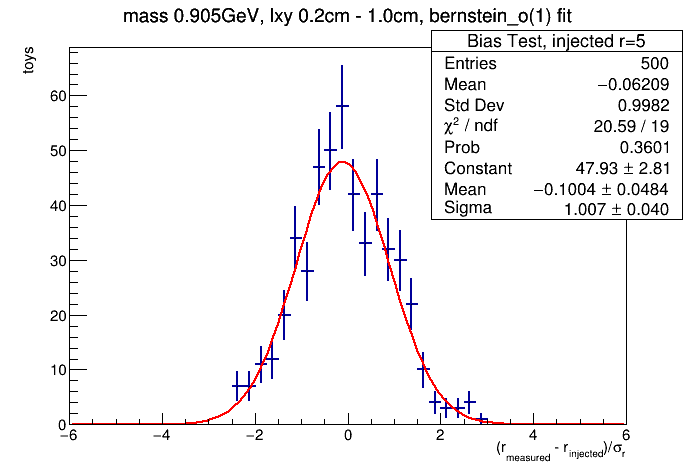 mass 0.905GeV, lxy 0.2cm - 1.0cm, bernstein_o(1) fit
Bias Test, injected r=5
Entries 500
Mean −0.06209
Std Dev 0.9982
χ² / ndf 20.59 / 19
Prob 0.3601
Constant 47.93 ± 2.81
Mean −0.1004 ± 0.0484
Sigma 1.007 ± 0.040
toys
60
50
40
30
20
10
0
−6 −4 −2 0 2 4 6
(r_measured - r_injected)/σ_r